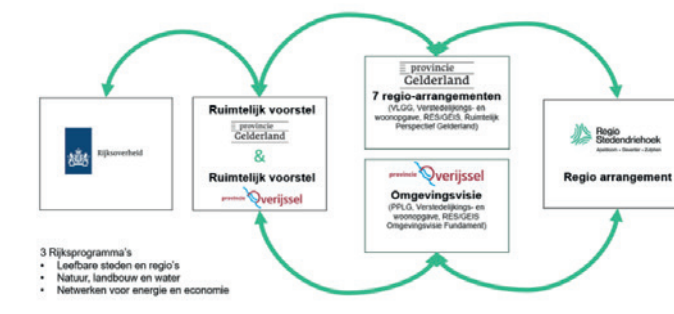 Rijksoverheid
Ruimtelijk voorstel
provincie
Gelderland
&
Ruimtelijk voorstel
provincie Overijssel
provincie
Gelderland
7 regio-arrangementen
(VLGG, Verstedelijkings- en
woonopgave, RES/GEIS, Ruimtelijk
Perspectief Gelderland)
provincie Overijssel
Omgevingsvisie
(PPLG, Verstedelijkings- en
woonopgave, RES/GEIS
Omgevingsvisie Fundament)
Regio
Stedendriehoek
Apeldoorn • Deventer • Zutphen
Regio arrangement
3 Rijksprogramma's
• Leefbare steden en regio's
• Natuur, landbouw en water
• Netwerken voor energie en economie